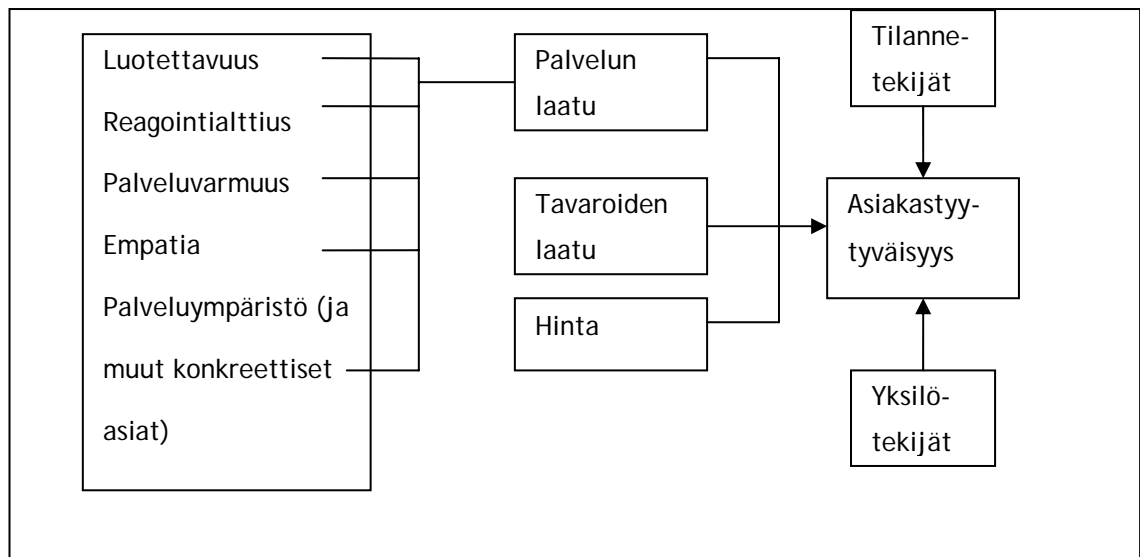 Luotettavuus
Reagointialttius
Palveluvarmuus
Empatia
Palveluympäristö (ja
muut konkreettiset
asiat)
Palvelun
laatu
Tavaroiden
laatu
Hinta
Tilanne-
tekijät
Asiakastyy-
tyväisyys
Yksilö-
tekijät